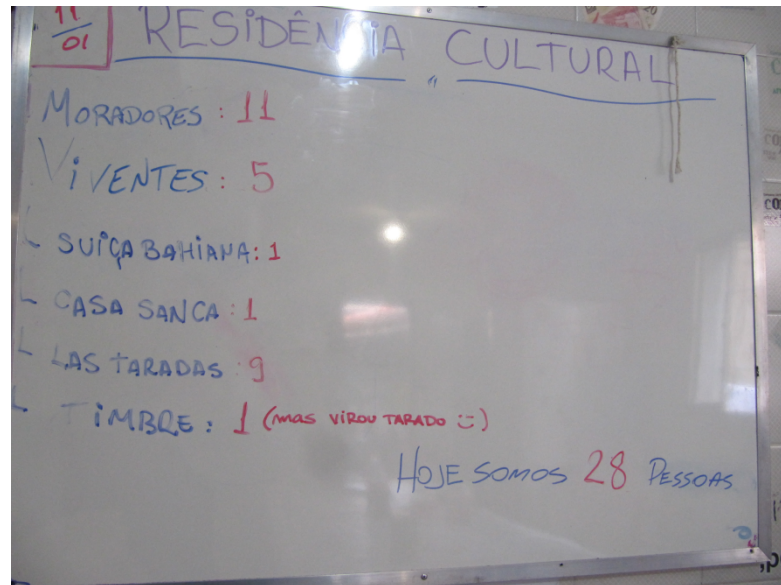 11/01 RESIDÊNCIA CULTURAL
MORADORES: 11
VIVENTES: 5
SUIÇA BAHIANA: 1
CASA SANCA: 1
LAS TARADAS: 9
TIMBRE: 1 (mas VIROU TARADO :))
HOJE SOMOS 28 PESSOAS